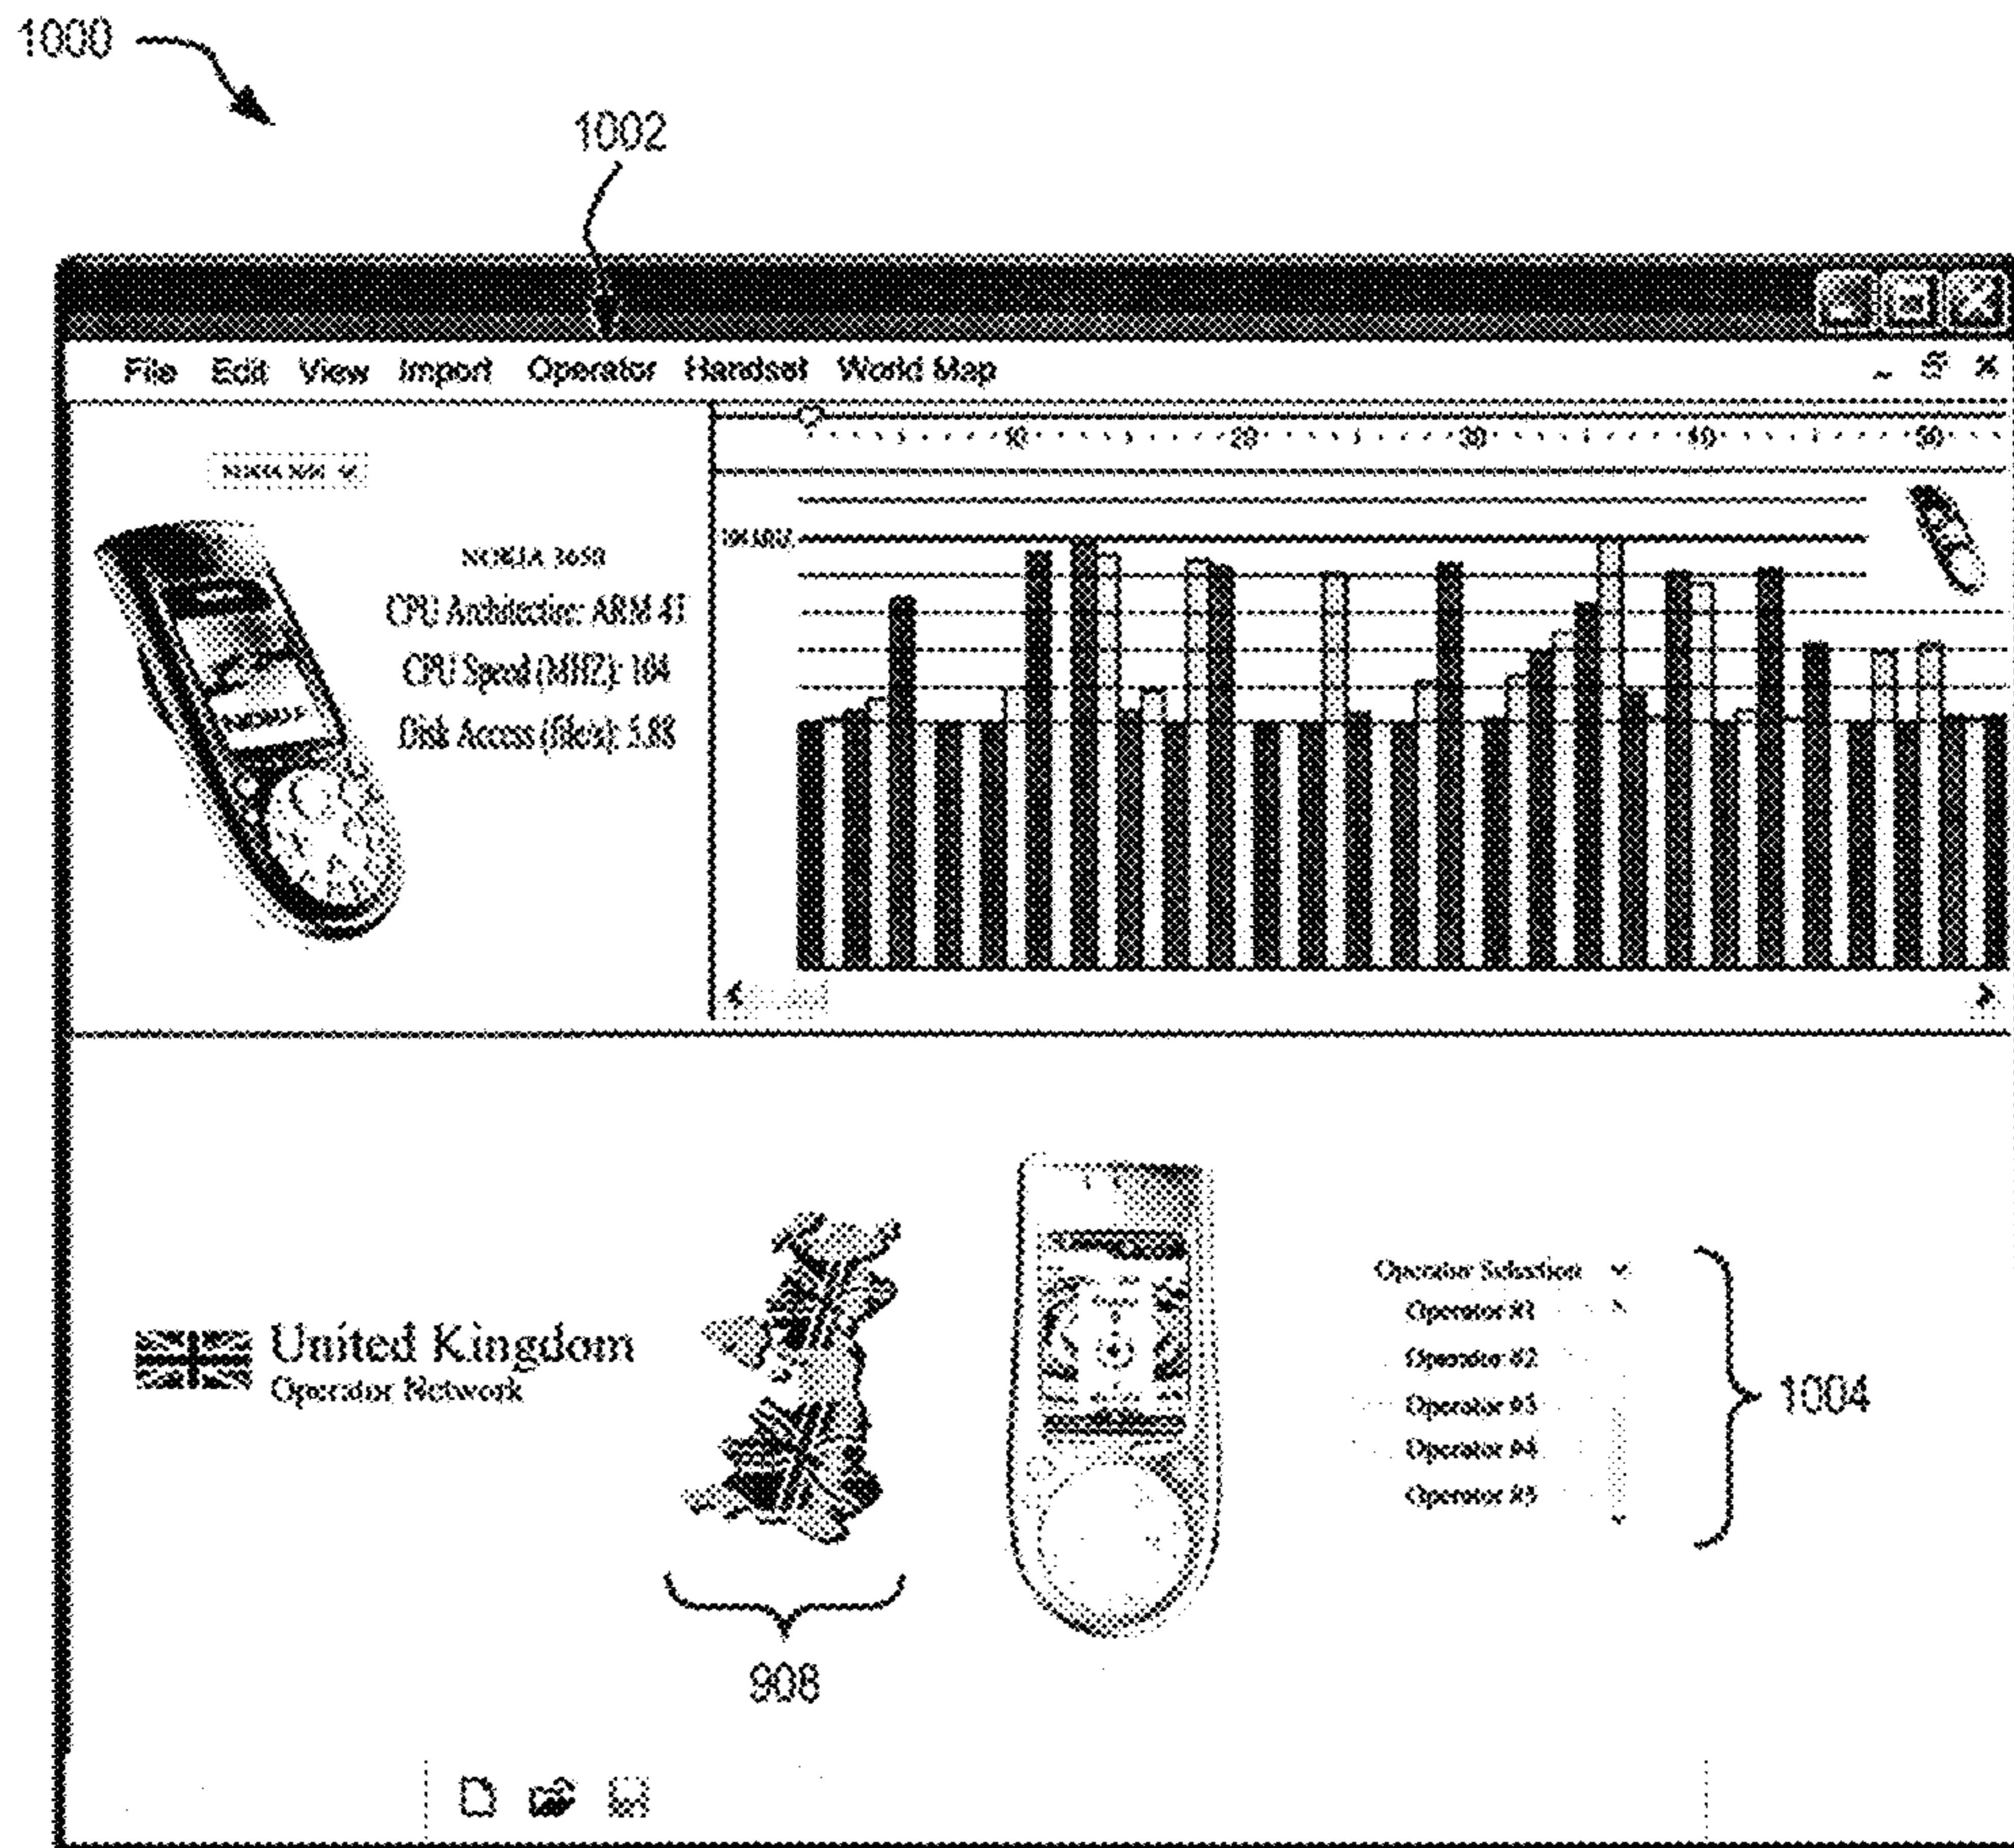 1000
1002
File Edit View Import Operator Handset World Map
10 20 30 40 50
NOKIA 3650
CPU Architectire: ARM 4T
CPU Speed (MHZ): 104
Disk Access (files/s): 5.88
NOKIA
United Kingdom
Operator Network
Operator Selection
Operator #1
Operator #2
Operator #3
Operator #4
Operator #5
1004
908